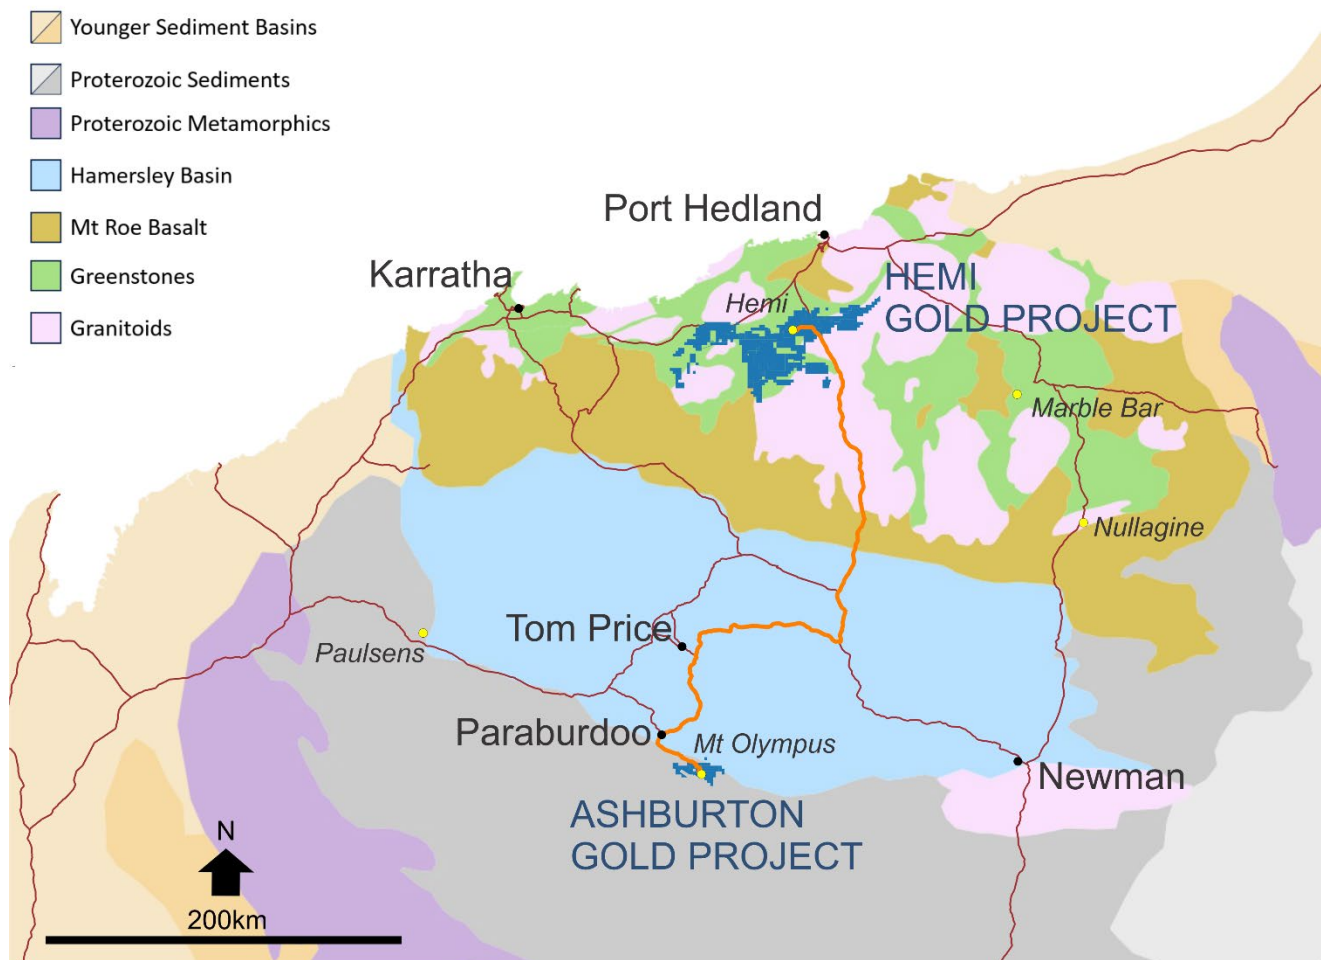 Younger Sediment Basins
Proterozoic Sediments
Proterozoic Metamorphics
Hamersley Basin
Mt Roe Basalt
Greenstones
Granitoids
Port Hedland
Karratha
Hemi
HEMI
GOLD PROJECT
Marble Bar
Nullagine
Tom Price
Paulsens
Paraburdoo
Mt Olympus
Newman
ASHBURTON
GOLD PROJECT
N
200km